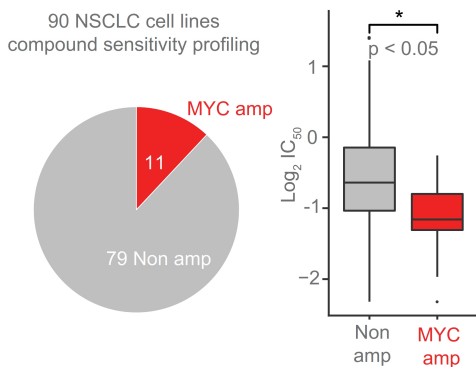 90 NSCLC cell lines
compound sensitivity profiling
MYC amp
11
79 Non amp
*
p < 0.05
Log₂ IC₅₀
1
0
−1
−2
Non
amp
MYC
amp